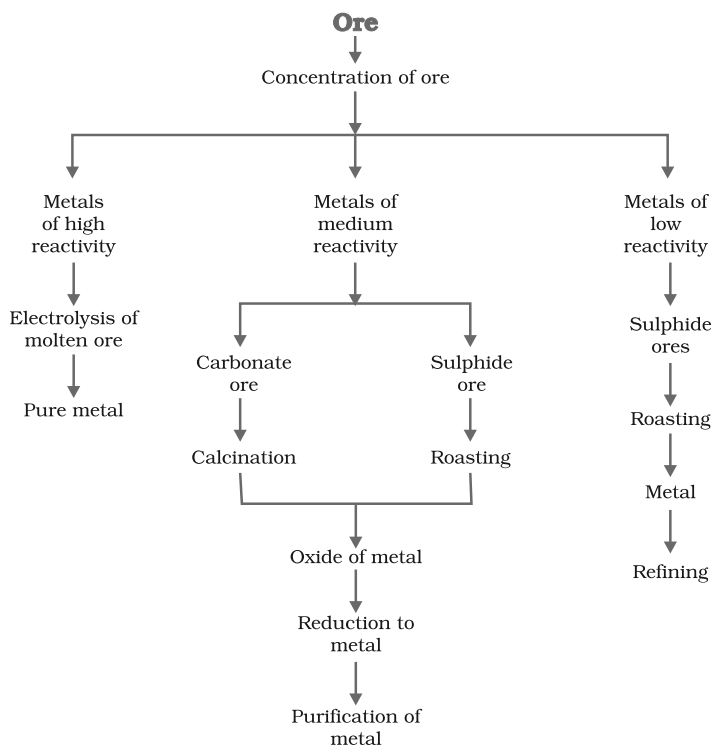 Ore
Concentration of ore
Metals
of high
reactivity
Electrolysis of
molten ore
Pure metal
Metals of
medium
reactivity
Carbonate
ore
Calcination
Sulphide
ore
Roasting
Oxide of metal
Reduction to
metal
Purification of
metal
Metals of
low
reactivity
Sulphide
ores
Roasting
Metal
Refining